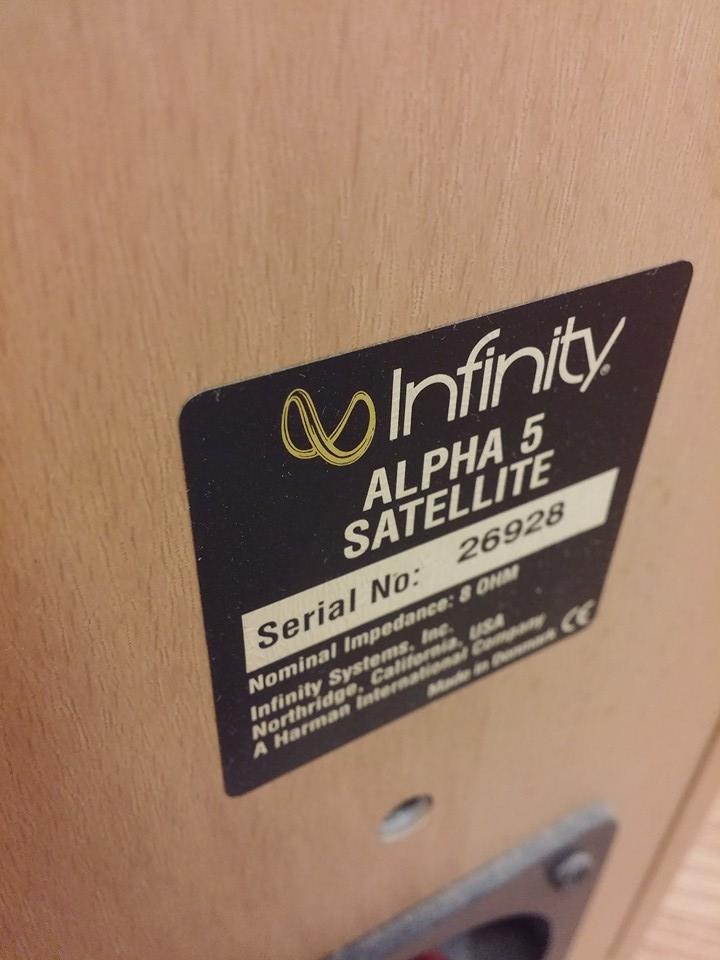 Infinity®
ALPHA 5
SATELLITE
Serial No: 26928
Nominal Impedance: 8 OHM
Infinity Systems, Inc.
Northridge, California, USA
A Harman International Company
Made in Denmark CE